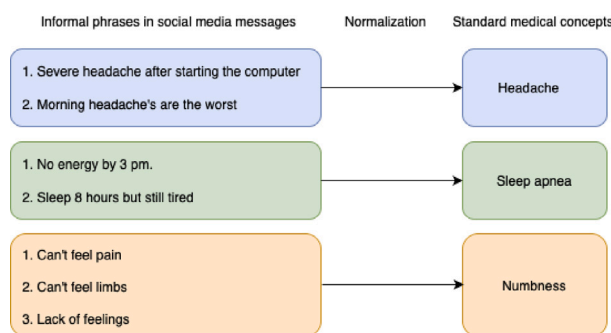 Informal phrases in social media messages
Normalization
Standard medical concepts
1. Severe headache after starting the computer
2. Morning headache's are the worst
Headache
1. No energy by 3 pm.
2. Sleep 8 hours but still tired
Sleep apnea
1. Can't feel pain
2. Can't feel limbs
3. Lack of feelings
Numbness